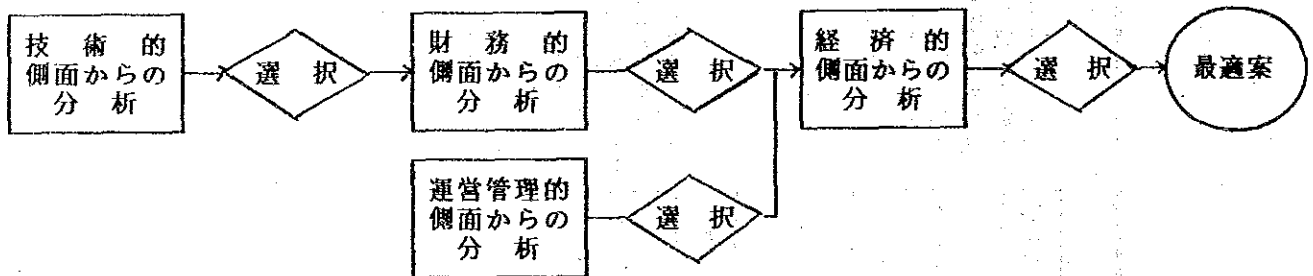 技術的
側面からの
分析
選択
財務的
側面からの
分析
選択
経済的
側面からの
分析
選択
最適案
運営管理的
側面からの
分析
選択